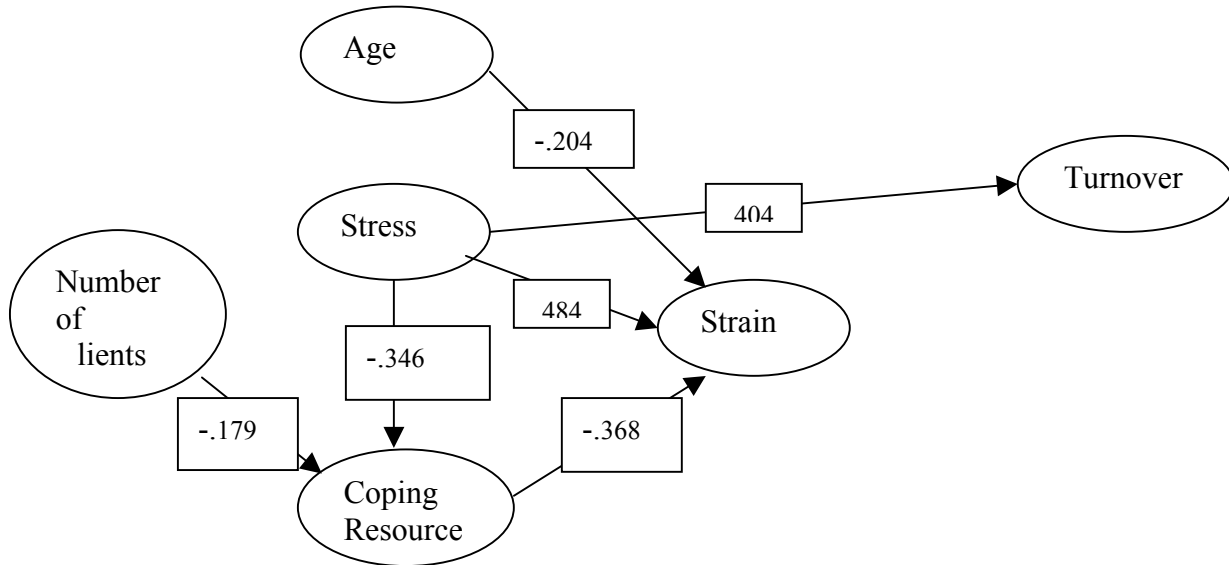 Age
-.204
Turnover
404
Stress
Number
of
lients
484
Strain
-.346
-.179
-.368
Coping
Resource